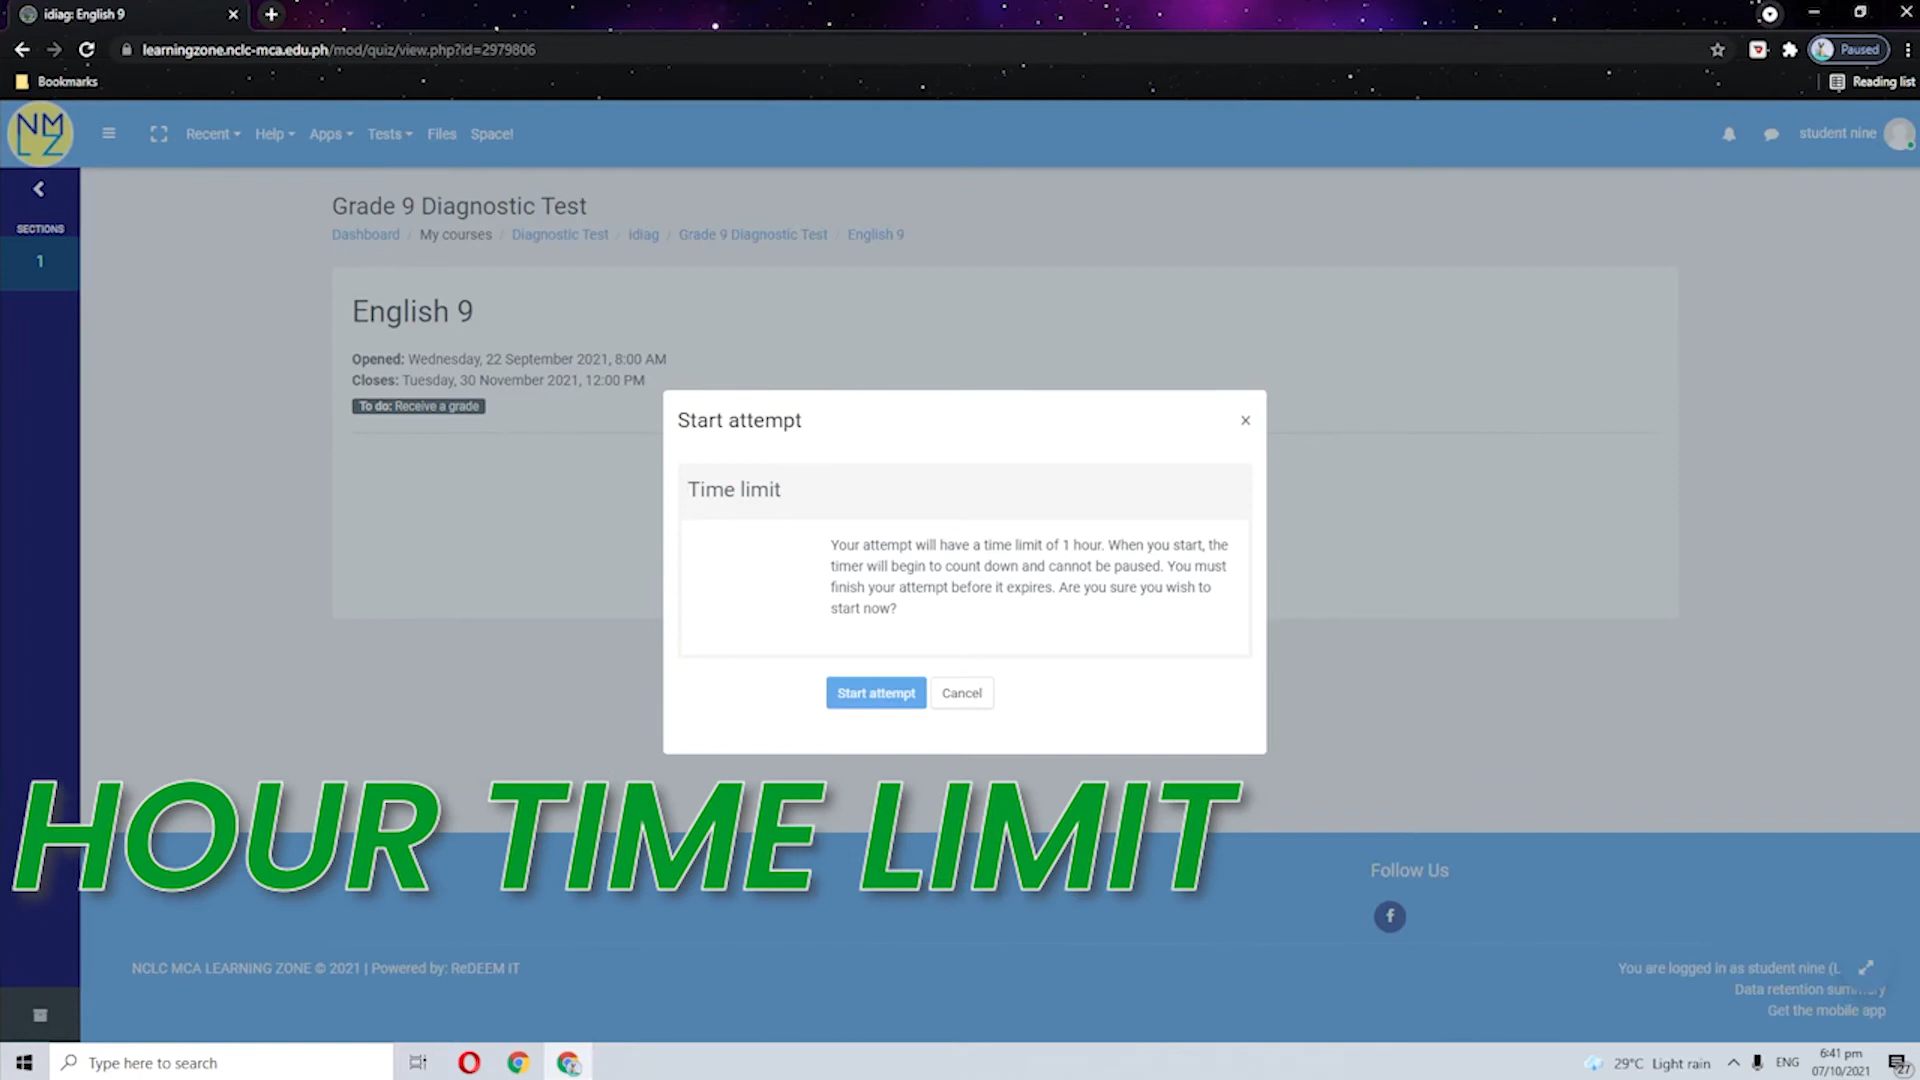 idiag: English 9
learningzone.nclc-mca.edu.ph/mod/quiz/view.php?id=2979806
Paused
Bookmarks
Reading list
NM
LZ
Recent
Help
Apps
Tests
Files
Space!
student nine
SECTIONS
1
Grade 9 Diagnostic Test
Dashboard / My courses / Diagnostic Test / idiag / Grade 9 Diagnostic Test / English 9
English 9
Opened: Wednesday, 22 September 2021, 8:00 AM
Closes: Tuesday, 30 November 2021, 12:00 PM
To do: Receive a grade
Start attempt
×
Time limit
Your attempt will have a time limit of 1 hour. When you start, the
timer will begin to count down and cannot be paused. You must
finish your attempt before it expires. Are you sure you wish to
start now?
Start attempt
Cancel
HOUR TIME LIMIT
Follow Us
f
NCLC MCA LEARNING ZONE © 2021 | Powered by: ReDEEM IT
You are logged in as student nine (L
Data retention summary
Get the mobile app
Type here to search
29°C Light rain
ENG
6:41 pm
07/10/2021
27